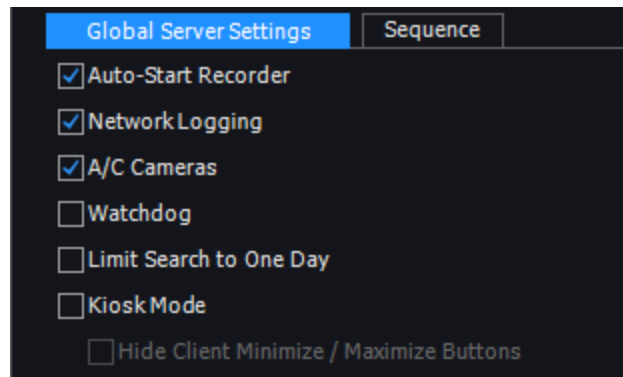 Global Server Settings Sequence
Auto-Start Recorder
Network Logging
A/C Cameras
Watchdog
Limit Search to One Day
Kiosk Mode
Hide Client Minimize / Maximize Buttons